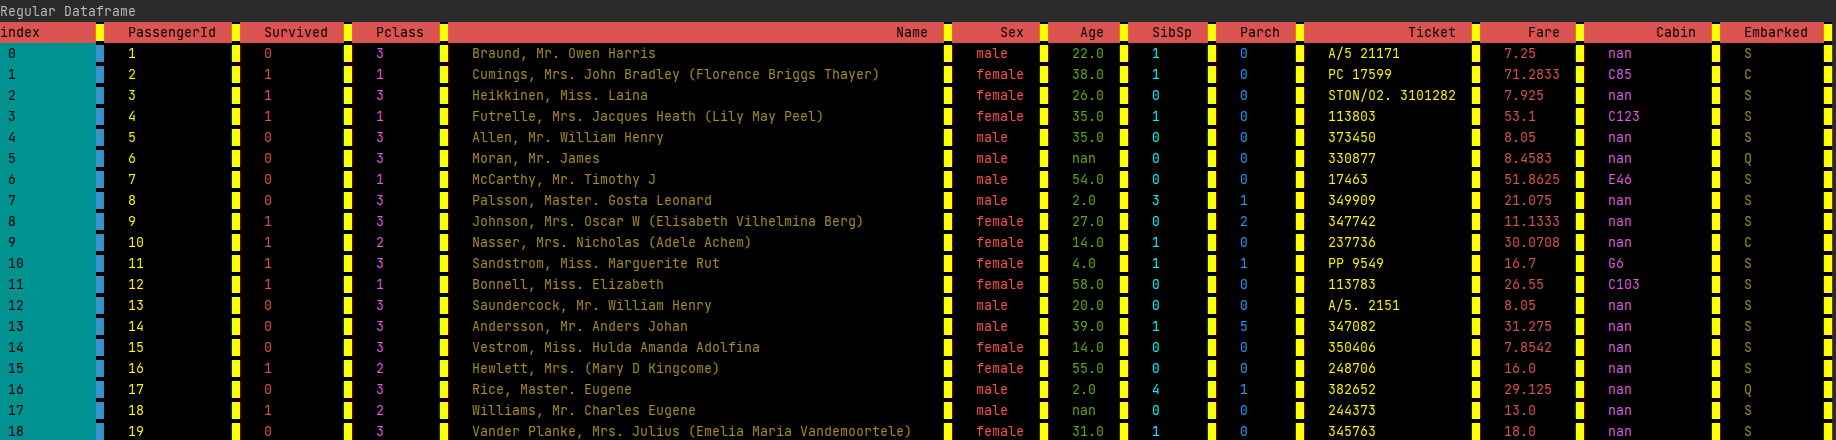 Regular Dataframe
index PassengerId Survived Pclass Name Sex Age SibSp Parch Ticket Fare Cabin Embarked
0 1 0 3 Braund, Mr. Owen Harris male 22.0 1 0 A/5 21171 7.25 nan S
1 2 1 1 Cumings, Mrs. John Bradley (Florence Briggs Thayer) female 38.0 1 0 PC 17599 71.2833 C85 C
2 3 1 3 Heikkinen, Miss. Laina female 26.0 0 0 STON/O2. 3101282 7.925 nan S
3 4 1 1 Futrelle, Mrs. Jacques Heath (Lily May Peel) female 35.0 1 0 113803 53.1 C123 S
4 5 0 3 Allen, Mr. William Henry male 35.0 0 0 373450 8.05 nan S
5 6 0 3 Moran, Mr. James male nan 0 0 330877 8.4583 nan Q
6 7 0 1 McCarthy, Mr. Timothy J male 54.0 0 0 17463 51.8625 E46 S
7 8 0 3 Palsson, Master. Gosta Leonard male 2.0 3 1 349909 21.075 nan S
8 9 1 3 Johnson, Mrs. Oscar W (Elisabeth Vilhelmina Berg) female 27.0 0 2 347742 11.1333 nan S
9 10 1 2 Nasser, Mrs. Nicholas (Adele Achem) female 14.0 1 0 237736 30.0708 nan C
10 11 1 3 Sandstrom, Miss. Marguerite Rut female 4.0 1 1 PP 9549 16.7 G6 S
11 12 1 1 Bonnell, Miss. Elizabeth female 58.0 0 0 113783 26.55 C103 S
12 13 0 3 Saundercock, Mr. William Henry male 20.0 0 0 A/5. 2151 8.05 nan S
13 14 0 3 Andersson, Mr. Anders Johan male 39.0 1 5 347082 31.275 nan S
14 15 0 3 Vestrom, Miss. Hulda Amanda Adolfina female 14.0 0 0 350406 7.8542 nan S
15 16 1 2 Hewlett, Mrs. (Mary D Kingcome) female 55.0 0 0 248706 16.0 nan S
16 17 0 3 Rice, Master. Eugene male 2.0 4 1 382652 29.125 nan Q
17 18 1 2 Williams, Mr. Charles Eugene male nan 0 0 244373 13.0 nan S
18 19 0 3 Vander Planke, Mrs. Julius (Emelia Maria Vandemoortele) female 31.0 1 0 345763 18.0 nan S